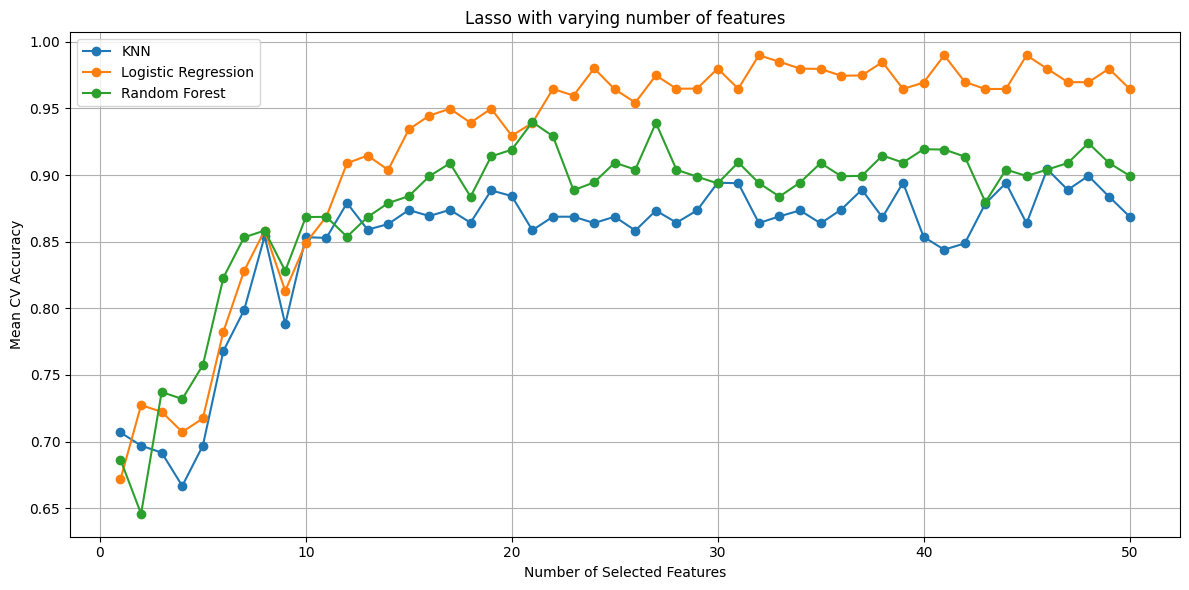 Lasso with varying number of features
KNN
Logistic Regression
Random Forest
1.00
0.95
0.90
0.85
0.80
0.75
0.70
0.65
Mean CV Accuracy
0 10 20 30 40 50
Number of Selected Features